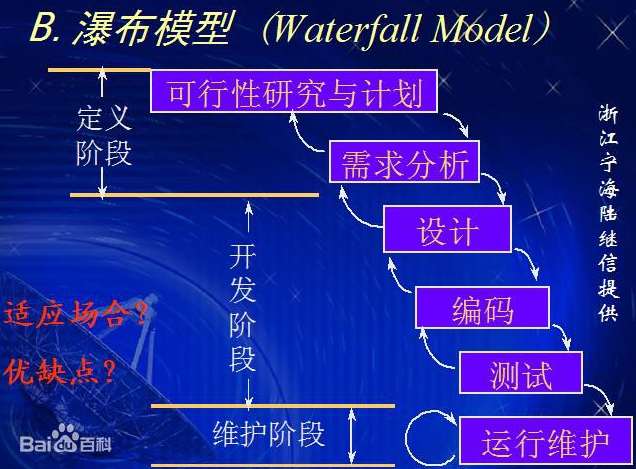 B. 瀑布模型 (Waterfall Model)
可行性研究与计划
定义
阶段
需求分析
设计
开发阶段
编码
测试
维护阶段
运行维护
适应场合?
优缺点?
浙江宁海陆继信提供
Bai du 百科